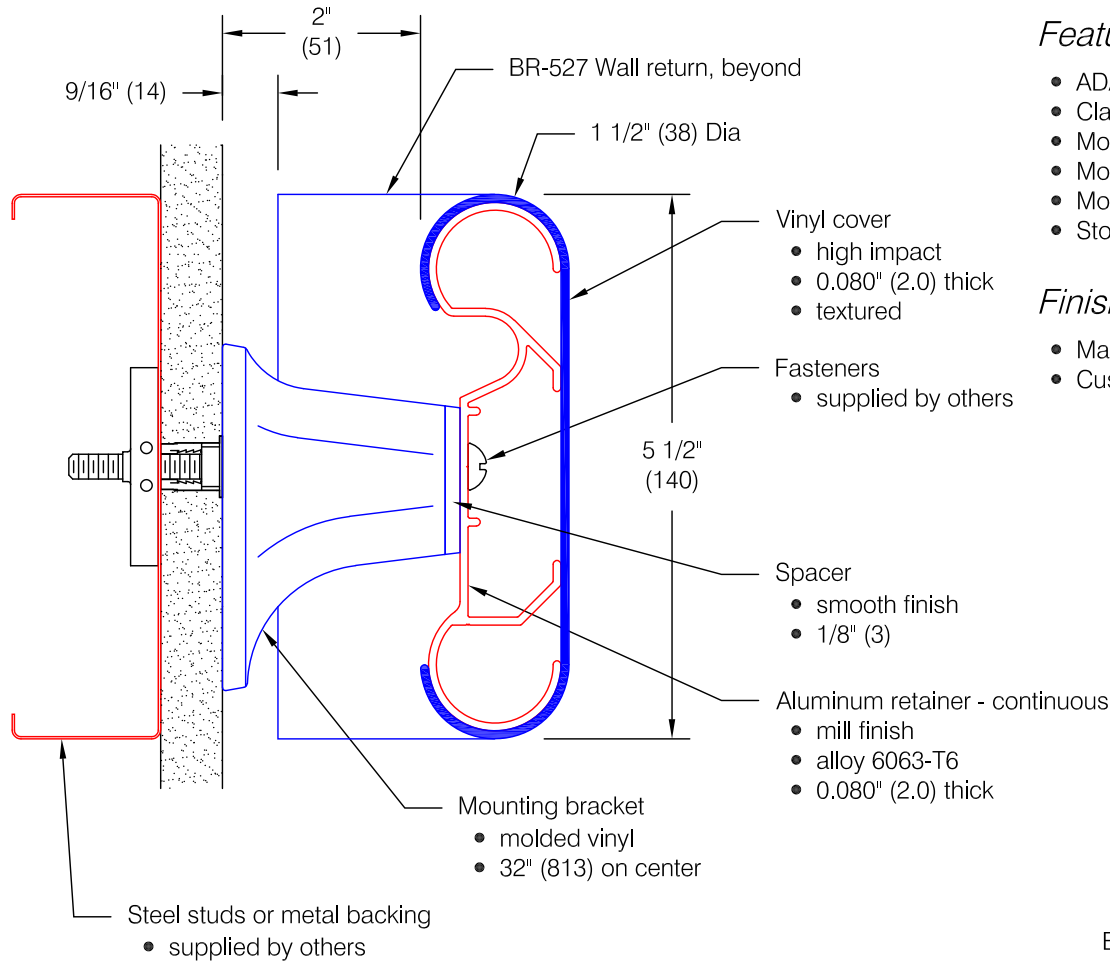 2"
(51)
9/16" (14)
BR-527 Wall return, beyond
1 1/2" (38) Dia
Vinyl cover
• high impact
• 0.080" (2.0) thick
• textured
Fasteners
• supplied by others
5 1/2"
(140)
Spacer
• smooth finish
• 1/8" (3)
Aluminum retainer - continuous
• mill finish
• alloy 6063-T6
• 0.080" (2.0) thick
Mounting bracket
• molded vinyl
• 32" (813) on center
Steel studs or metal backing
• supplied by others